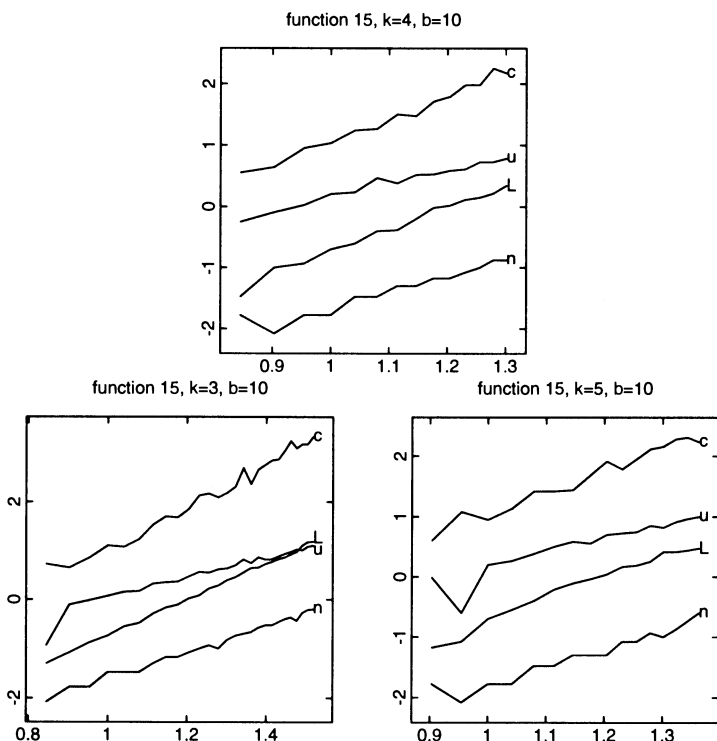 function 15, k=4, b=10
2
1
0
-1
-2
c
u
L
n
0.9 1 1.1 1.2 1.3
function 15, k=3, b=10
2
0
-2
c
L
u
n
0.8 1 1.2 1.4
function 15, k=5, b=10
2
1
0
-1
-2
c
u
L
n
0.9 1 1.1 1.2 1.3